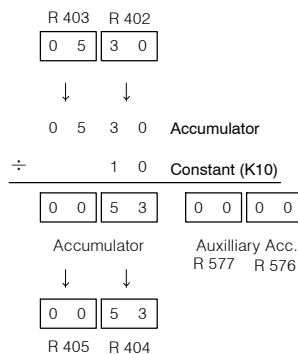 R 403 R 402
0 5 3 0
0 5 3 0 Accumulator
÷ 1 0 Constant (K10)
0 0 5 3 0 0 0 0
Accumulator Auxilliary Acc.
R 577 R 576
0 0 5 3
R 405 R 404